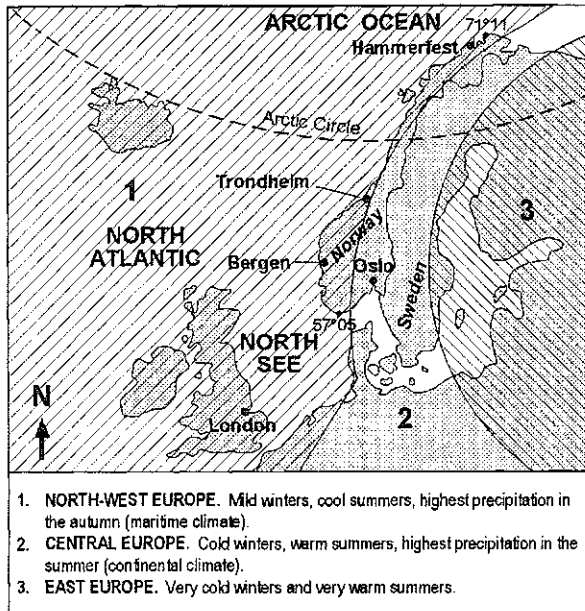 ARCTIC OCEAN
71°11
Hammerfest
Arctic Circle
1
Trondheim
3
NORTH
ATLANTIC
Norway
Bergen
Oslo
Sweden
57°05
NORTH
SEE
N
London
2
1. NORTH-WEST EUROPE. Mild winters, cool summers, highest precipitation in
the autumn (maritime climate).
2. CENTRAL EUROPE. Cold winters, warm summers, highest precipitation in the
summer (continental climate).
3. EAST EUROPE. Very cold winters and very warm summers.